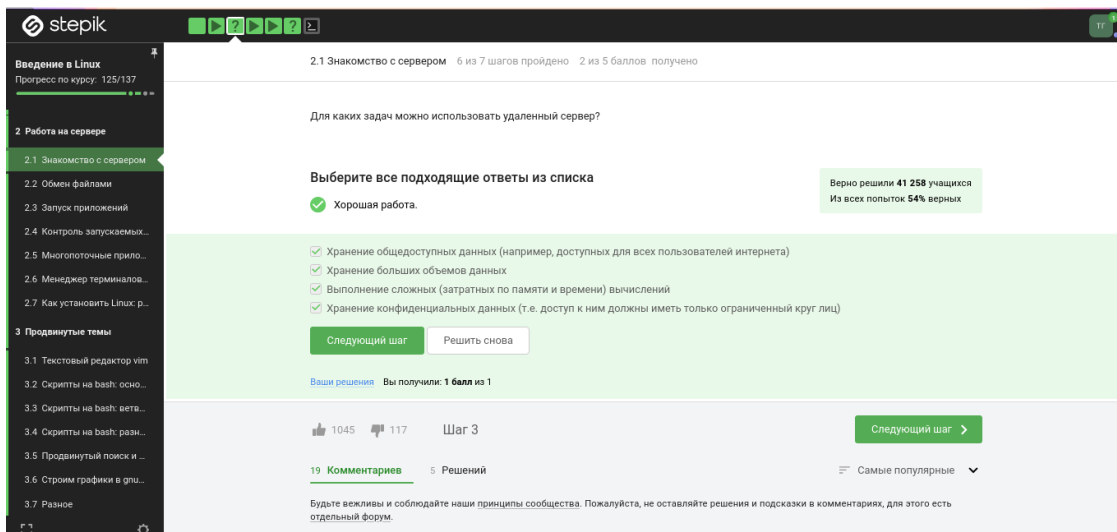 stepik
ТГ
1
Введение в Linux
Прогресс по курсу: 125/137
2 Работа на сервере
2.1 Знакомство с сервером
2.2 Обмен файлами
2.3 Запуск приложений
2.4 Контроль запускаемых...
2.5 Многопоточные прило...
2.6 Менеджер терминалов...
2.7 Как установить Linux: р...
3 Продвинутые темы
3.1 Текстовый редактор vim
3.2 Скрипты на bash: осно...
3.3 Скрипты на bash: ветв...
3.4 Скрипты на bash: разн...
3.5 Продвинутый поиск и ...
3.6 Строим графики в gnu...
3.7 Разное
2.1 Знакомство с сервером 6 из 7 шагов пройдено 2 из 5 баллов получено
Для каких задач можно использовать удаленный сервер?
Выберите все подходящие ответы из списка
Хорошая работа.
Верно решили 41 258 учащихся
Из всех попыток 54% верных
Хранение общедоступных данных (например, доступных для всех пользователей интернета)
Хранение больших объемов данных
Выполнение сложных (затратных по памяти и времени) вычислений
Хранение конфиденциальных данных (т.е. доступ к ним должны иметь только ограниченный круг лиц)
Следующий шаг Решить снова
Ваши решения Вы получили: 1 балл из 1
1045 117 Шаг 3 Следующий шаг
19 Комментариев 5 Решений Самые популярные
Будьте вежливы и соблюдайте наши принципы сообщества. Пожалуйста, не оставляйте решения и подсказки в комментариях, для этого есть
отдельный форум.